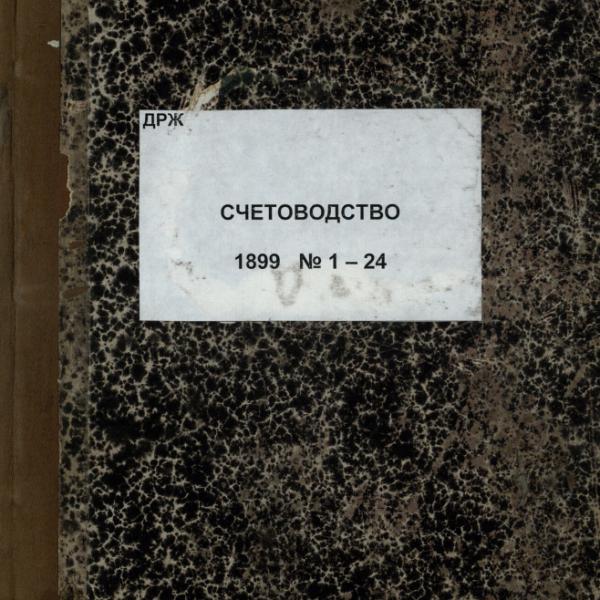 ДРЖ
СЧЕТОВОДСТВО
1899 № 1 – 24